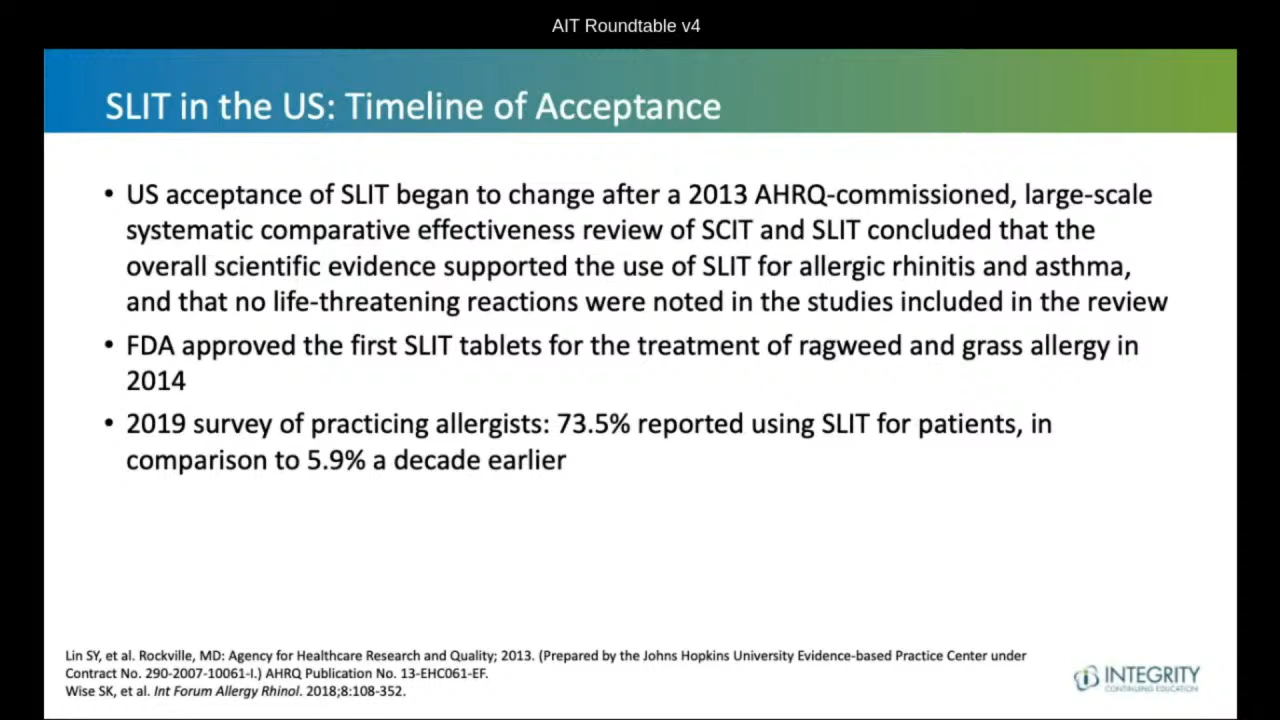 AIT Roundtable v4
SLIT in the US: Timeline of Acceptance
• US acceptance of SLIT began to change after a 2013 AHRQ-commissioned, large-scale
systematic comparative effectiveness review of SCIT and SLIT concluded that the
overall scientific evidence supported the use of SLIT for allergic rhinitis and asthma,
and that no life-threatening reactions were noted in the studies included in the review
• FDA approved the first SLIT tablets for the treatment of ragweed and grass allergy in
2014
• 2019 survey of practicing allergists: 73.5% reported using SLIT for patients, in
comparison to 5.9% a decade earlier
Lin SY, et al. Rockville, MD: Agency for Healthcare Research and Quality; 2013. (Prepared by the Johns Hopkins University Evidence-based Practice Center under
Contract No. 290-2007-10061-I.) AHRQ Publication No. 13-EHC061-EF.
Wise SK, et al. Int Forum Allergy Rhinol. 2018;8:108-352.
INTEGRITY
CONTINUING EDUCATION